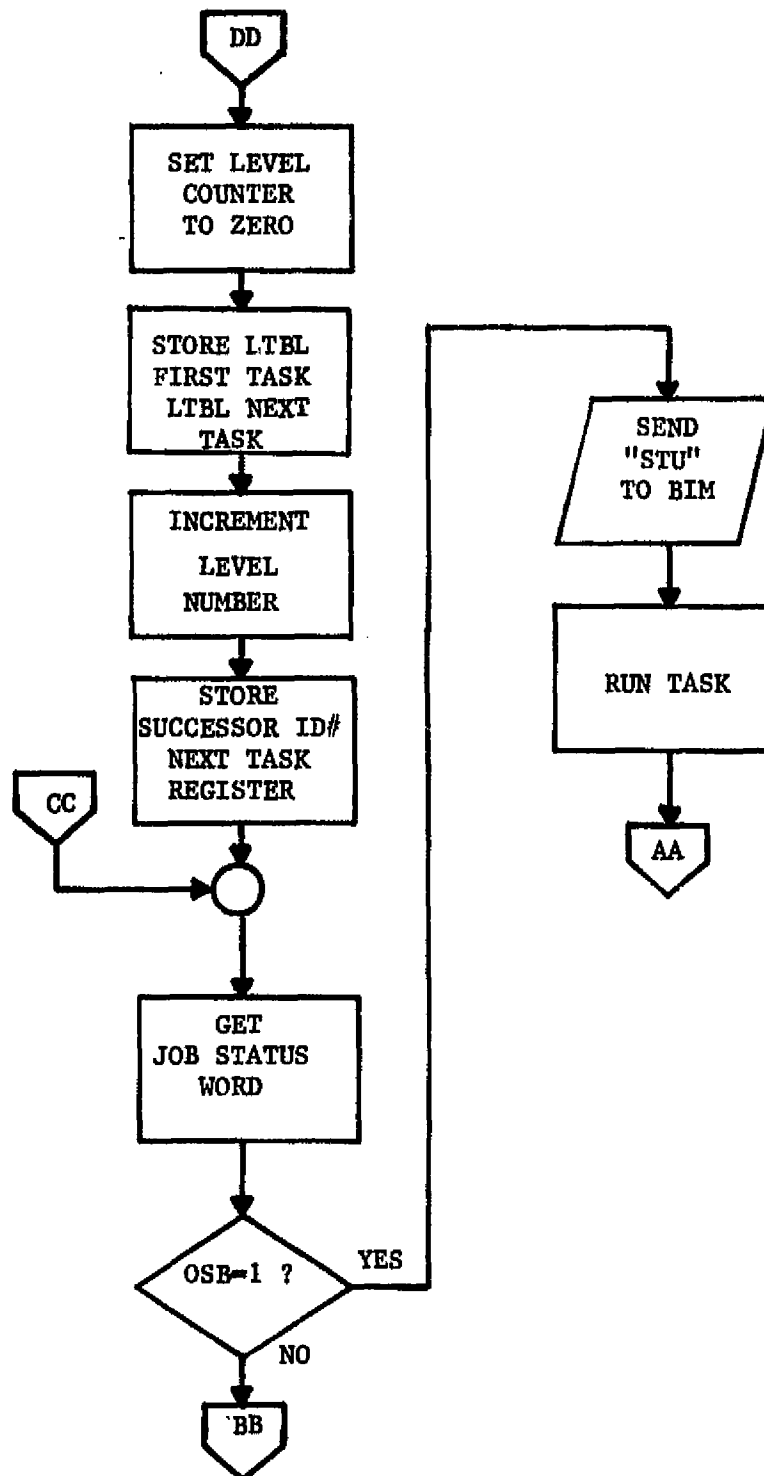 DD
SET LEVEL
COUNTER
TO ZERO
STORE LTBL
FIRST TASK
LTBL NEXT
TASK
INCREMENT
LEVEL
NUMBER
STORE
SUCCESSOR ID#
NEXT TASK
REGISTER
CC
GET
JOB STATUS
WORD
OSB=1 ?
YES
NO
BB
SEND
"STU"
TO BIM
RUN TASK
AA